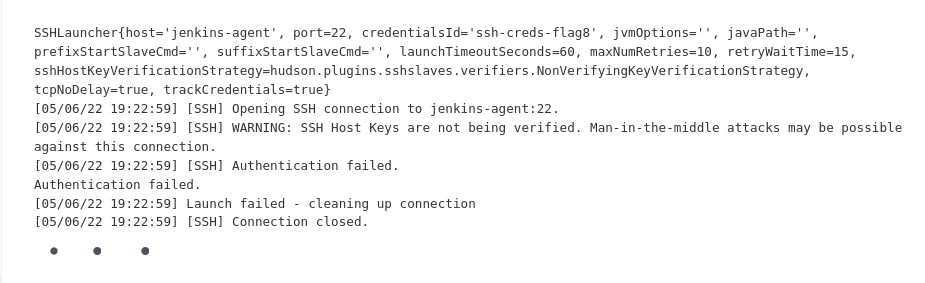 SSHLauncher{host='jenkins-agent', port=22, credentialsId='ssh-creds-flag8', jvmOptions='', javaPath='',
prefixStartSlaveCmd='', suffixStartSlaveCmd='', launchTimeoutSeconds=60, maxNumRetries=10, retryWaitTime=15,
sshHostKeyVerificationStrategy=hudson.plugins.sshslaves.verifiers.NonVerifyingKeyVerificationStrategy,
tcpNoDelay=true, trackCredentials=true}
[05/06/22 19:22:59] [SSH] Opening SSH connection to jenkins-agent:22.
[05/06/22 19:22:59] [SSH] WARNING: SSH Host Keys are not being verified. Man-in-the-middle attacks may be possible
against this connection.
[05/06/22 19:22:59] [SSH] Authentication failed.
Authentication failed.
[05/06/22 19:22:59] Launch failed - cleaning up connection
[05/06/22 19:22:59] [SSH] Connection closed.